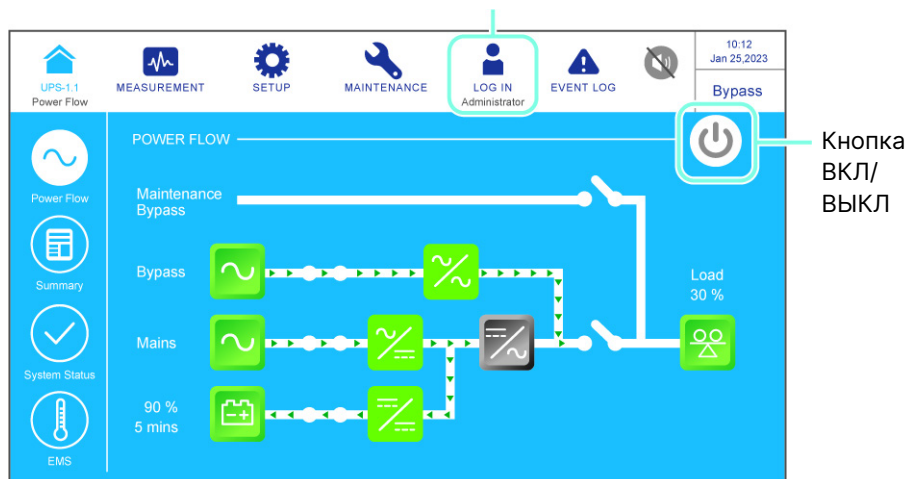 10:12
Jan 25,2023
UPS-1.1
Power Flow
MEASUREMENT
SETUP
MAINTENANCE
LOG IN
Administrator
EVENT LOG
Bypass
POWER FLOW
Кнопка
ВКЛ/
ВЫКЛ
Power Flow
Maintenance
Bypass
Summary
Bypass
Load
30 %
Mains
System Status
90 %
5 mins
EMS